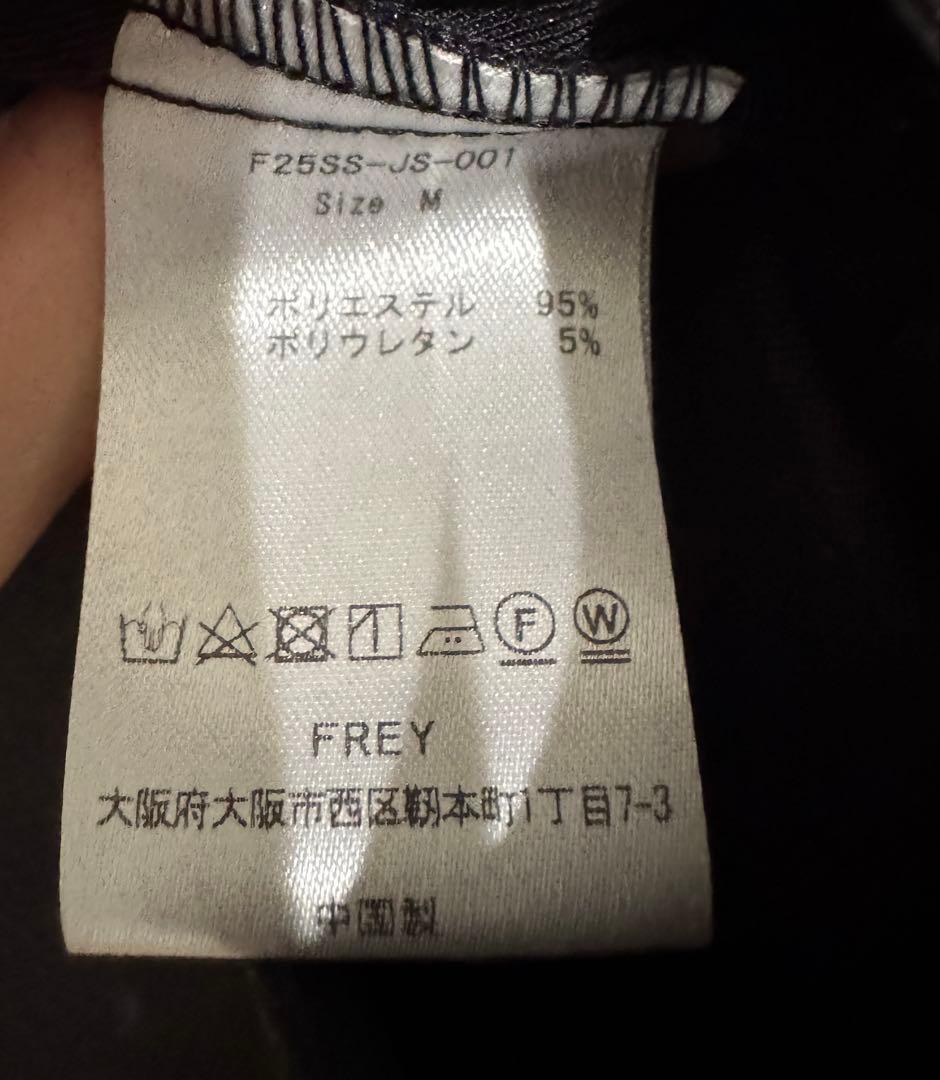 F25SS-JS-001
Size M
ポリエステル 95%
ポリウレタン 5%
F W
FREY
大阪府大阪市西区靭本町1丁目7-3
中国製